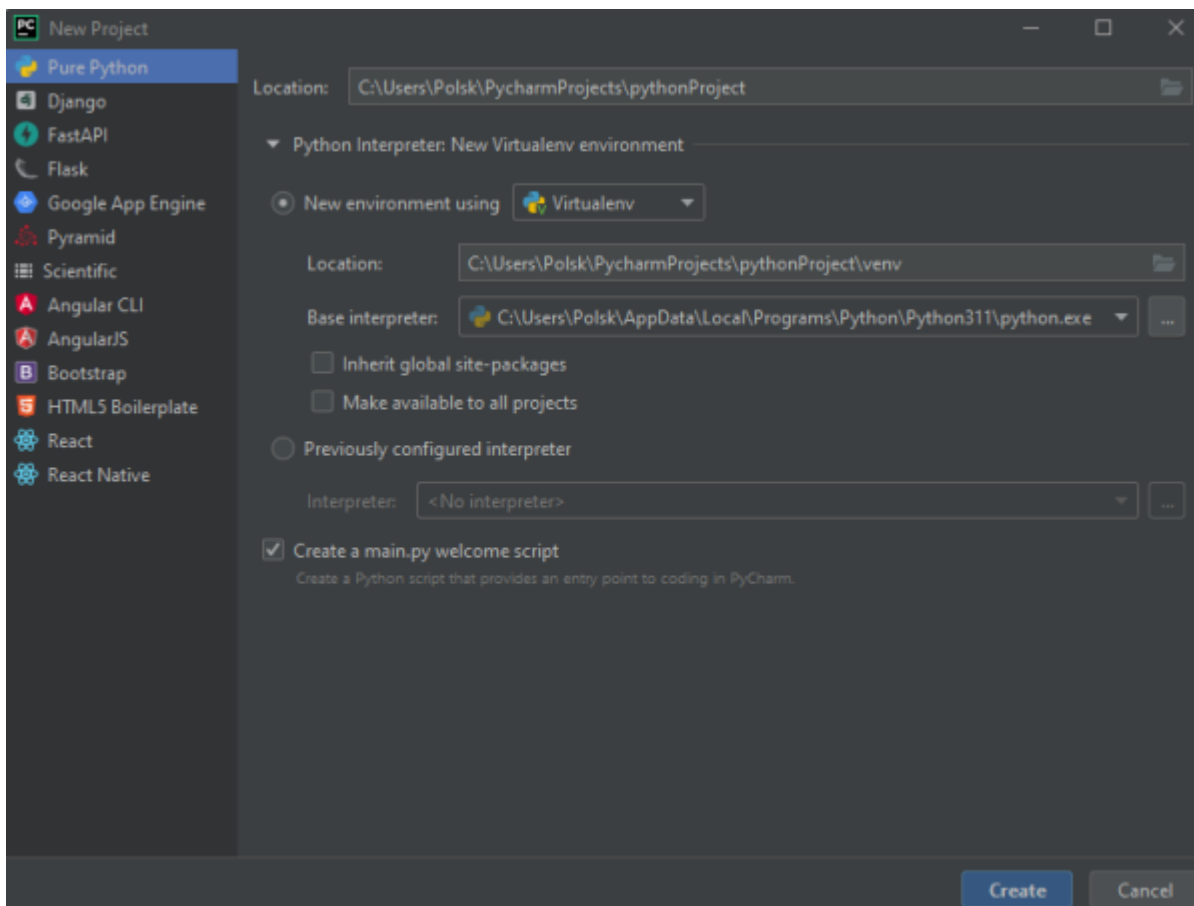 New Project
Pure Python
Django
FastAPI
Flask
Google App Engine
Pyramid
Scientific
Angular CLI
AngularJS
Bootstrap
HTML5 Boilerplate
React
React Native
Location: C:\Users\Polsk\PycharmProjects\pythonProject
Python Interpreter: New Virtualenv environment
New environment using Virtualenv
Location: C:\Users\Polsk\PycharmProjects\pythonProject\venv
Base interpreter: C:\Users\Polsk\AppData\Local\Programs\Python\Python311\python.exe ...
Inherit global site-packages
Make available to all projects
Previously configured interpreter
Interpreter: <No interpreter> ...
Create a main.py welcome script
Create a Python script that provides an entry point to coding in PyCharm.
Create Cancel